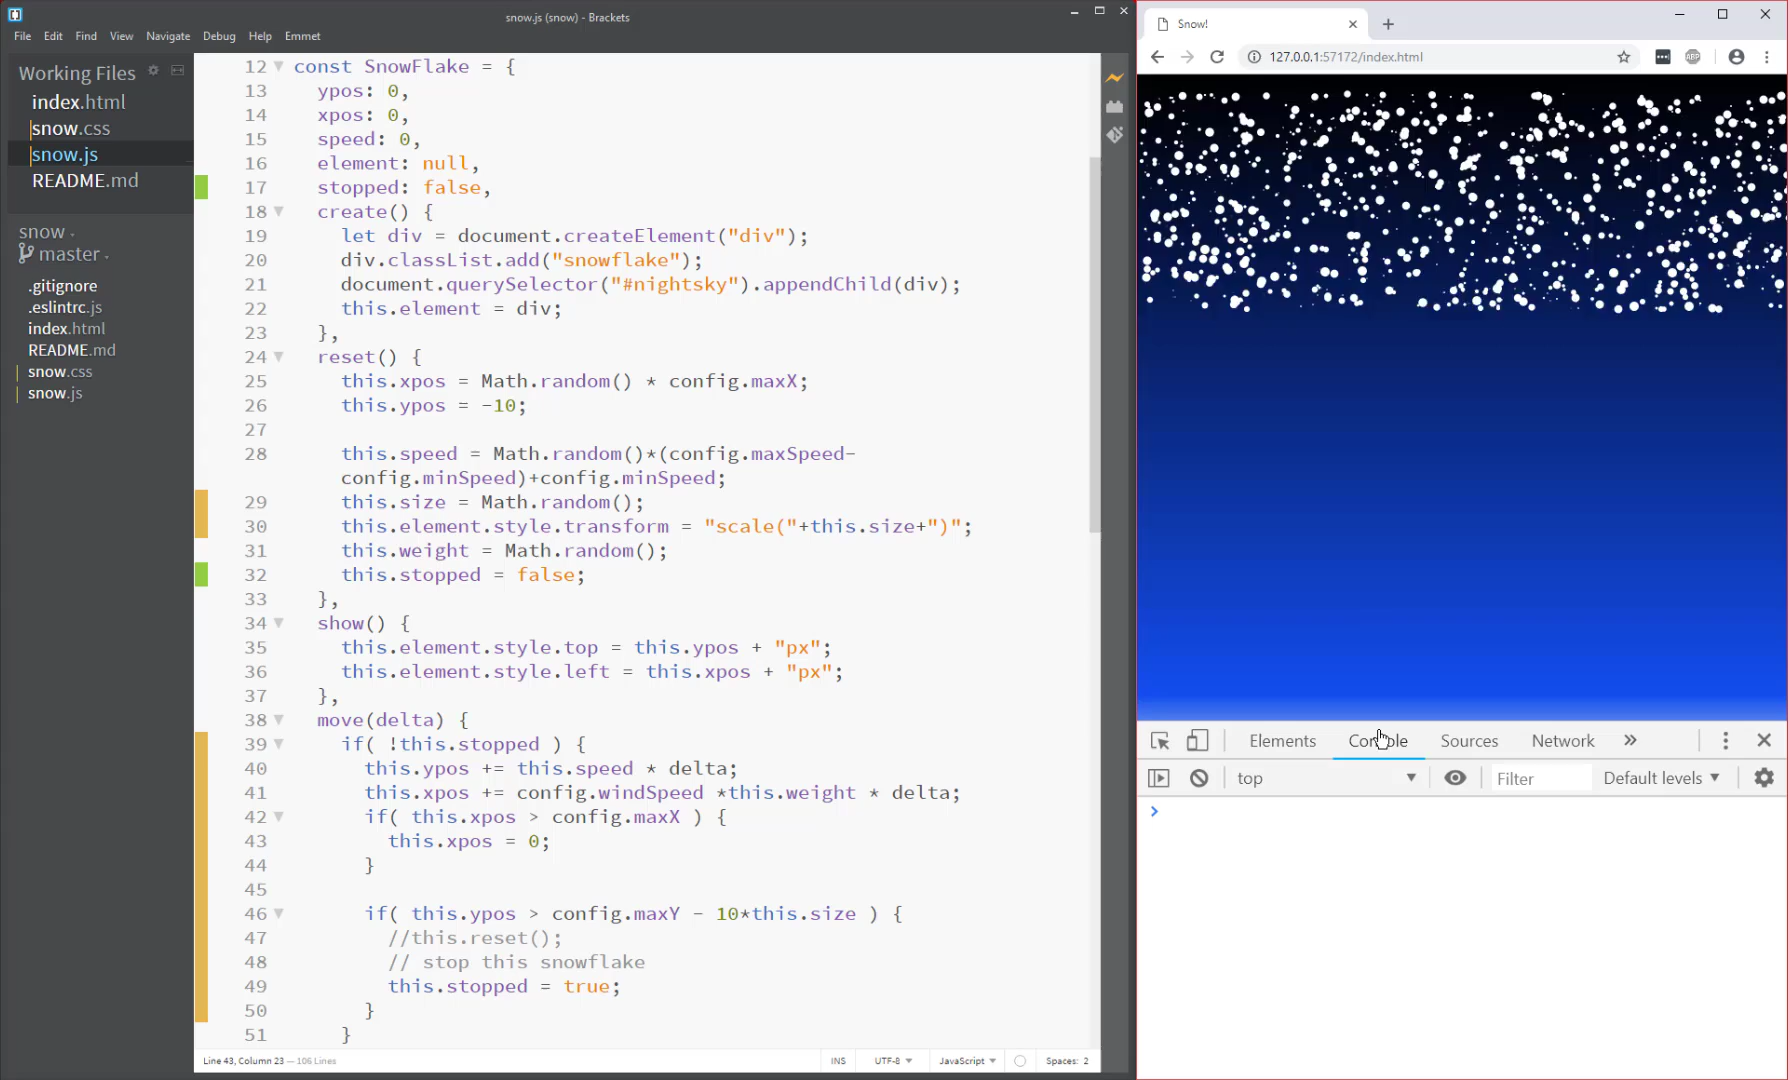 snow.js (snow) - Brackets
File Edit Find View Navigate Debug Help Emmet
Working Files
index.html
snow.css
snow.js
README.md
snow
master
.gitignore
.eslintrc.js
index.html
README.md
snow.css
snow.js
12 const SnowFlake = {
13 ypos: 0,
14 xpos: 0,
15 speed: 0,
16 element: null,
17 stopped: false,
18 create() {
19 let div = document.createElement("div");
20 div.classList.add("snowflake");
21 document.querySelector("#nightsky").appendChild(div);
22 this.element = div;
23 },
24 reset() {
25 this.xpos = Math.random() * config.maxX;
26 this.ypos = -10;
27
28 this.speed = Math.random()*(config.maxSpeed-
config.minSpeed)+config.minSpeed;
29 this.size = Math.random();
30 this.element.style.transform = "scale("+this.size+")";
31 this.weight = Math.random();
32 this.stopped = false;
33 },
34 show() {
35 this.element.style.top = this.ypos + "px";
36 this.element.style.left = this.xpos + "px";
37 },
38 move(delta) {
39 if( !this.stopped ) {
40 this.ypos += this.speed * delta;
41 this.xpos += config.windSpeed *this.weight * delta;
42 if( this.xpos > config.maxX ) {
43 this.xpos = 0;
44 }
45
46 if( this.ypos > config.maxY - 10*this.size ) {
47 //this.reset();
48 // stop this snowflake
49 this.stopped = true;
50 }
51 }
Line 43, Column 23 — 106 Lines
INS UTF-8 JavaScript Spaces: 2
Snow!
127.0.0.1:57172/index.html
ABP
Elements Console Sources Network
top Filter Default levels